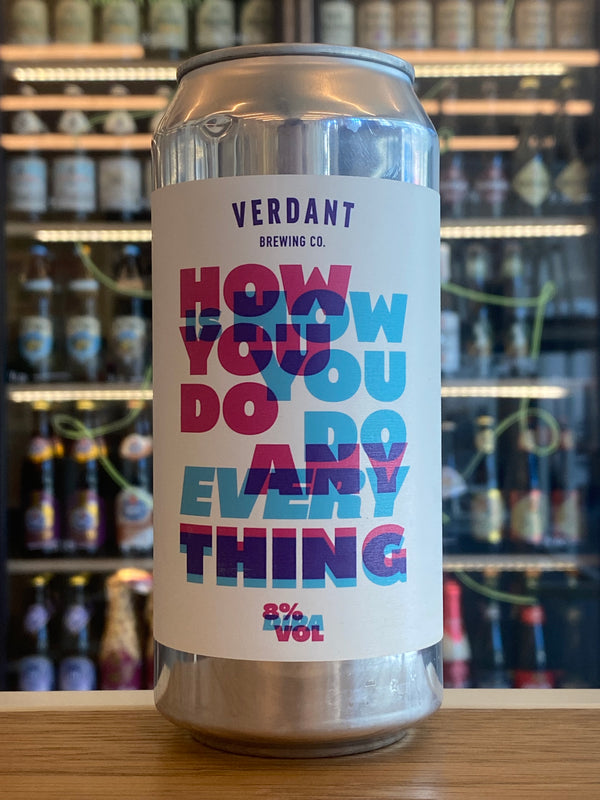 VERDANT
BREWING CO.
HOW
IS HOW
YOU
YOU
DO
DO
ANY
EVERY
THING
8%
DIPA
VOL